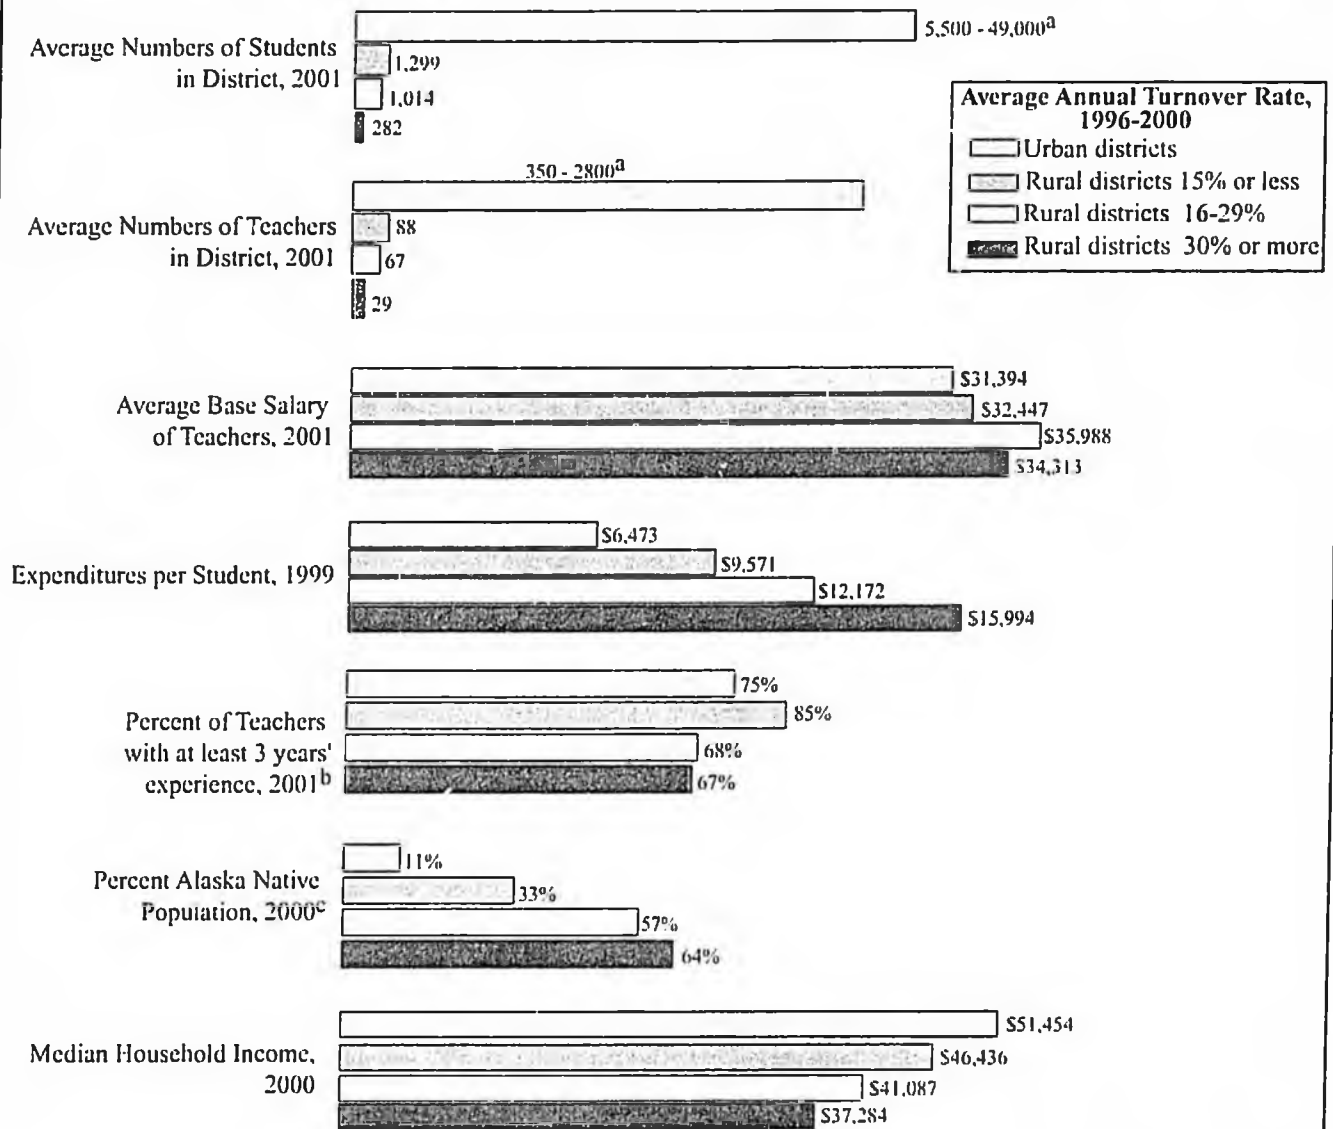 Average Numbers of Students
in District, 2001
5,500 - 49,000a
1,299
1,014
282
Average Annual Turnover Rate,
1996-2000
Urban districts
Rural districts 15% or less
Rural districts 16-29%
Rural districts 30% or more
Average Numbers of Teachers
in District, 2001
350 - 2800a
88
67
29
Average Base Salary
of Teachers, 2001
$31,394
$32,447
$35,988
$34,313
Expenditures per Student, 1999
$6,473
$9,571
$12,172
$15,994
Percent of Teachers
with at least 3 years'
experience, 2001b
75%
85%
68%
67%
Percent Alaska Native
Population, 2000c
11%
33%
57%
64%
Median Household Income,
2000
$51,454
$46,436
$41,087
$37,284